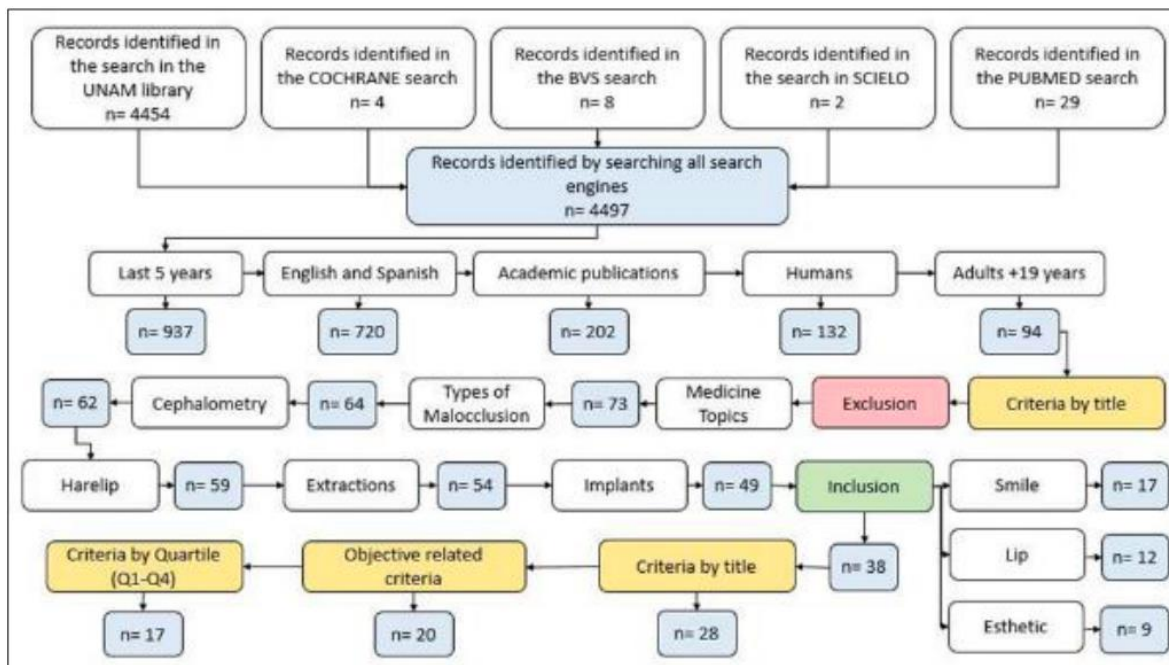 Records identified in
the search in the
UNAM library
n= 4454
Records identified in
the COCHRANE search
n= 4
Records identified in
the BVS search
n= 8
Records identified in
the search in SCIELO
n= 2
Records identified in
the PUBMED search
n= 29
Records identified by searching all search
engines
n= 4497
Last 5 years
English and Spanish
Academic publications
Humans
Adults +19 years
n= 937
n= 720
n= 202
n= 132
n= 94
Criteria by title
Exclusion
Medicine
Topics
n= 73
Types of
Malocclusion
n= 64
Cephalometry
n= 62
Harelip
n= 59
Extractions
n= 54
Implants
n= 49
Inclusion
Smile
n= 17
Lip
n= 12
Esthetic
n= 9
n= 38
Criteria by title
n= 28
Objective related
criteria
n= 20
Criteria by Quartile
(Q1-Q4)
n= 17